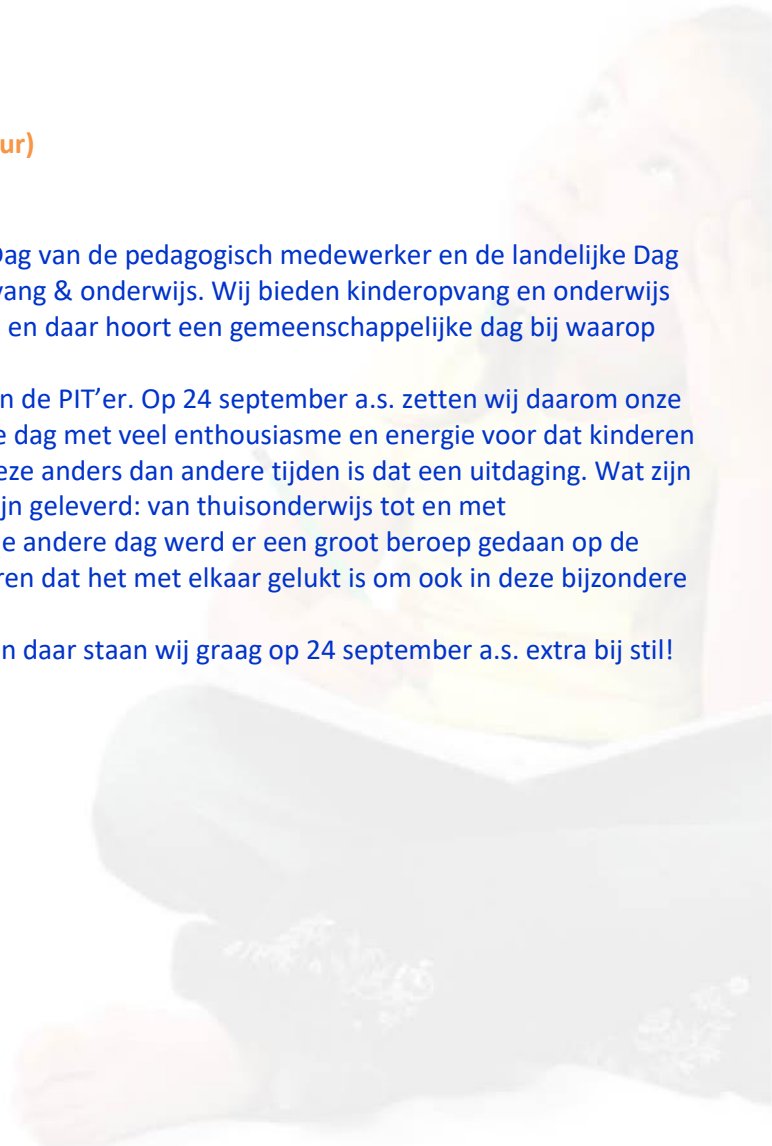 ur)
Dag van de pedagogisch medewerker en de landelijke Dag
vang & onderwijs. Wij bieden kinderopvang en onderwijs
en daar hoort een gemeenschappelijke dag bij waarop
n de PIT’er. Op 24 september a.s. zetten wij daarom onze
e dag met veel enthousiasme en energie voor dat kinderen
eze anders dan andere tijden is dat een uitdaging. Wat zijn
ijn geleverd: van thuisonderwijs tot en met
e andere dag werd er een groot beroep gedaan op de
ren dat het met elkaar gelukt is om ook in deze bijzondere
n daar staan wij graag op 24 september a.s. extra bij stil!